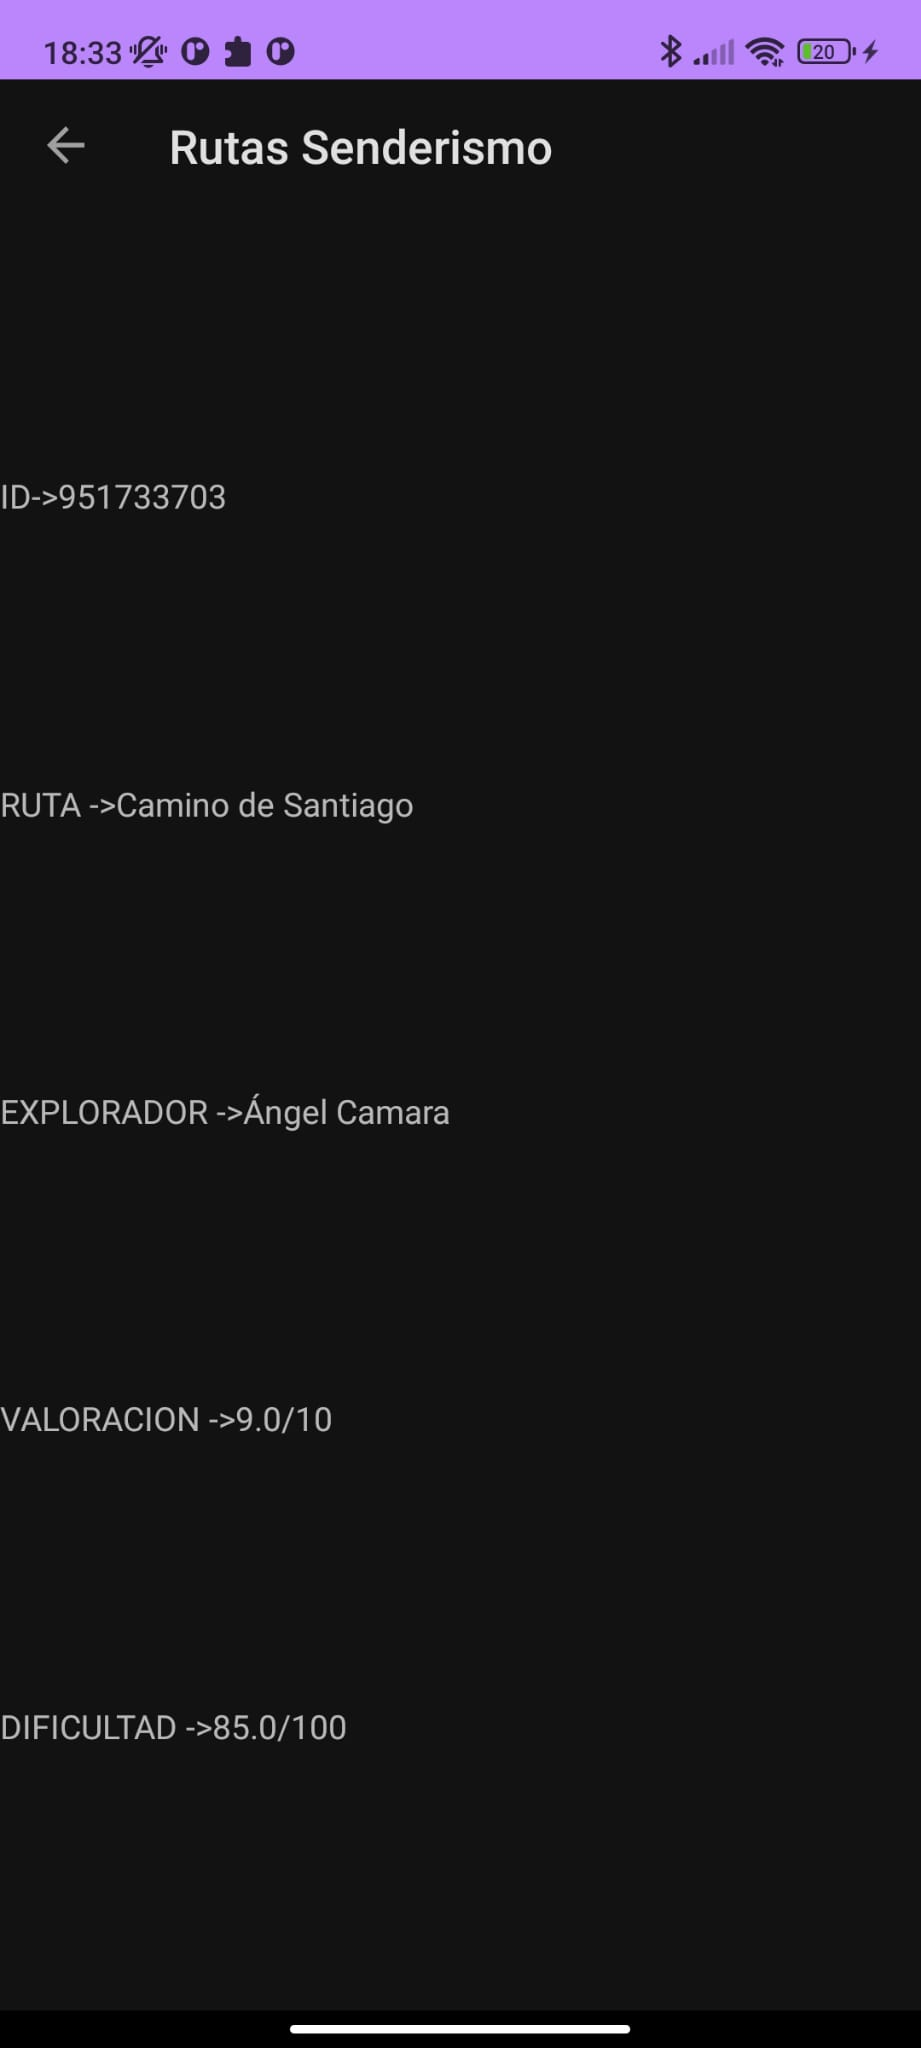 18:33
20
Rutas Senderismo
ID->951733703
RUTA ->Camino de Santiago
EXPLORADOR ->Ángel Camara
VALORACION ->9.0/10
DIFICULTAD ->85.0/100